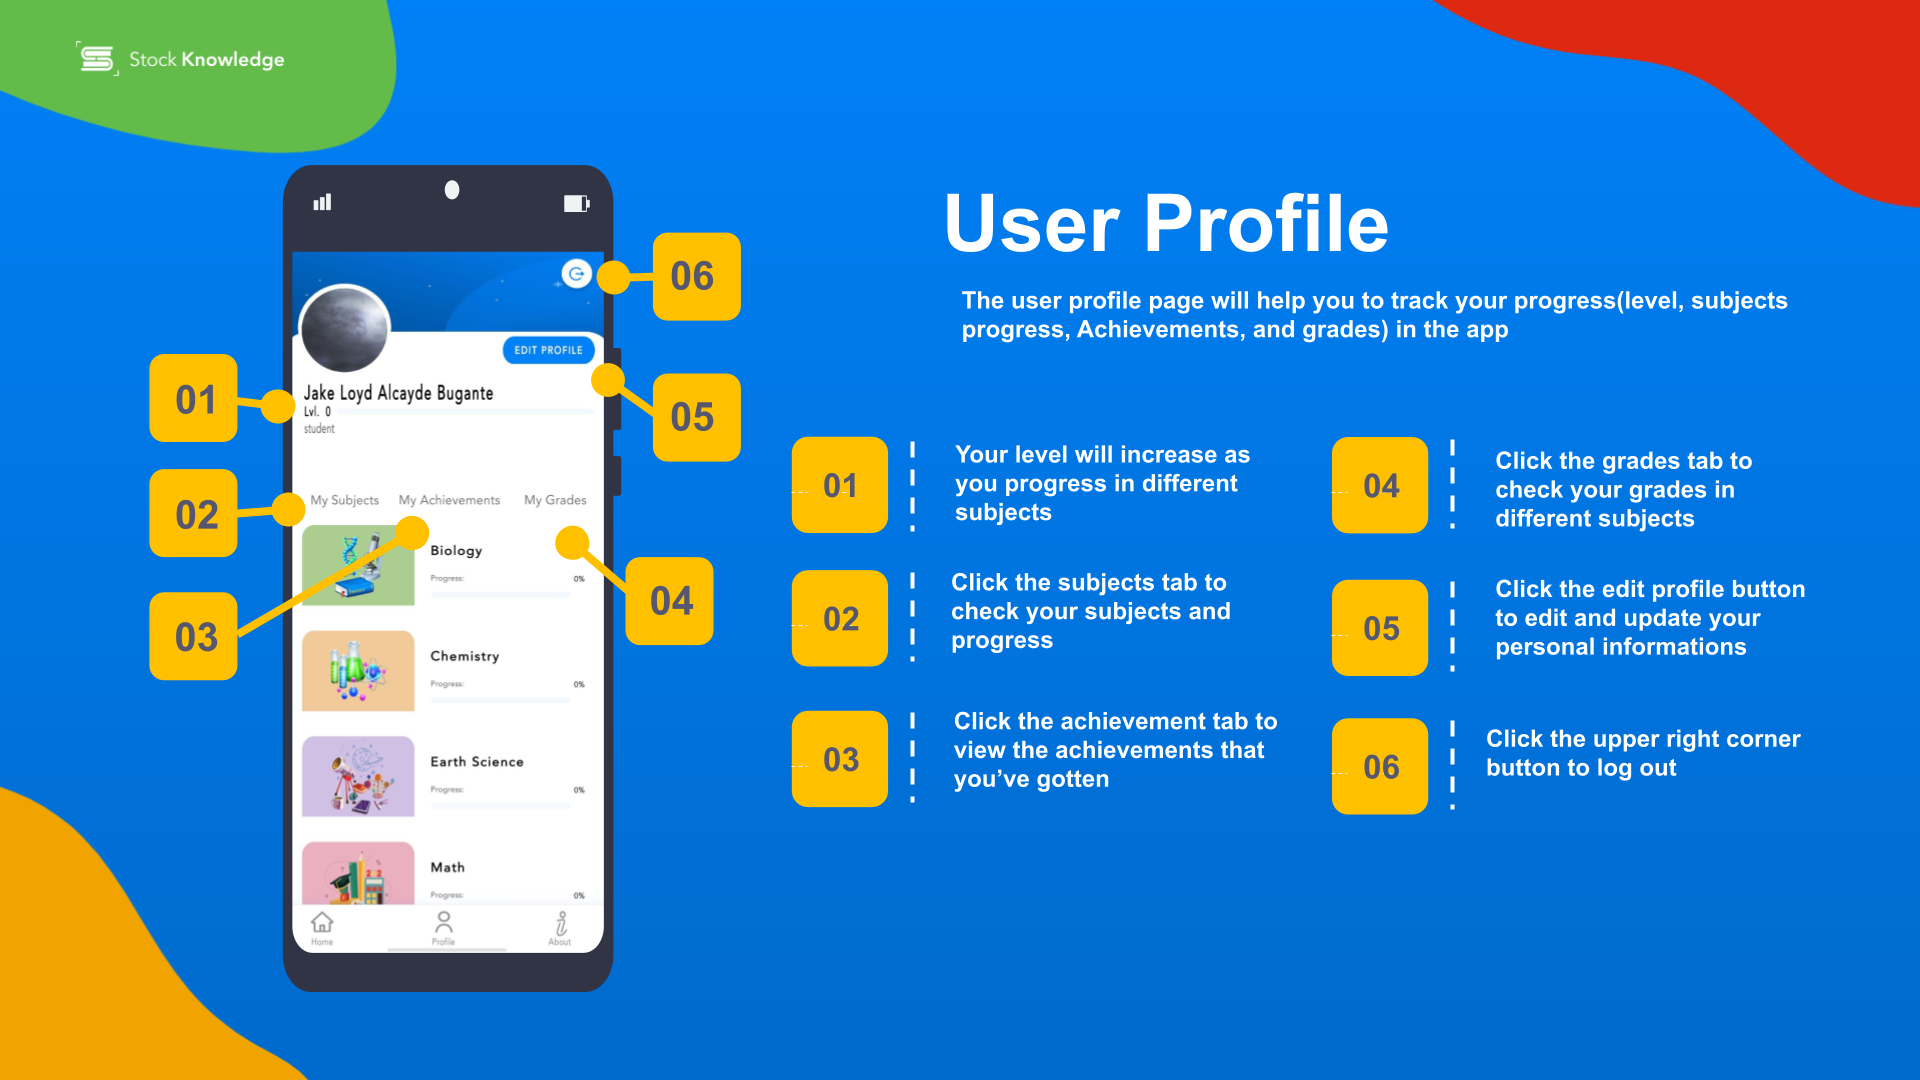 Stock Knowledge
User Profile
The user profile page will help you to track your progress(level, subjects
progress, Achievements, and grades) in the app
06
EDIT PROFILE
01
Jake Loyd Alcayde Bugante
Lvl. 0
student
05
02
My Subjects My Achievements My Grades
Biology
Progress: 0%
03
04
Chemistry
Progress: 0%
Earth Science
Progress: 0%
Math
Progress: 0%
Home Profile About
01
Your level will increase as
you progress in different
subjects
02
Click the subjects tab to
check your subjects and
progress
03
Click the achievement tab to
view the achievements that
you’ve gotten
04
Click the grades tab to
check your grades in
different subjects
05
Click the edit profile button
to edit and update your
personal informations
06
Click the upper right corner
button to log out